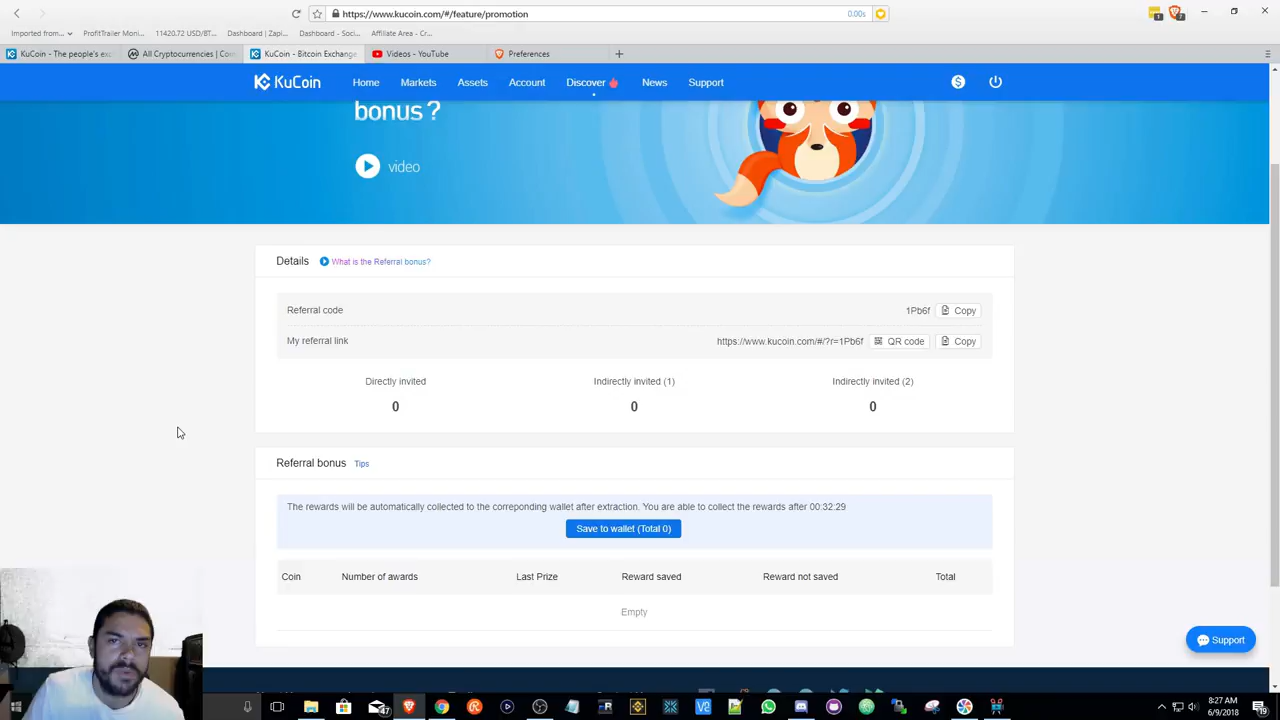 https://www.kucoin.com/#/feature/promotion
0.00s
Imported from...
ProfitTrailer Moni...
11420.72 USD/BT...
Dashboard | Zapi...
Dashboard - Soci...
Affiliate Area - Cr...
KuCoin - The people's exc
All Cryptocurrencies | Coin
KuCoin - Bitcoin Exchange
Videos - YouTube
Preferences
KuCoin
Home
Markets
Assets
Account
Discover
News
Support
bonus?
video
Details
What is the Referral bonus?
Referral code
1Pb6f
Copy
My referral link
https://www.kucoin.com/#/?r=1Pb6f
QR code
Copy
Directly invited
Indirectly invited (1)
Indirectly invited (2)
0
0
0
Referral bonus
Tips
The rewards will be automatically collected to the correponding wallet after extraction. You are able to collect the rewards after 00:32:29
Save to wallet (Total 0)
Coin
Number of awards
Last Prize
Reward saved
Reward not saved
Total
Empty
Support
47
8:27 AM
6/9/2018